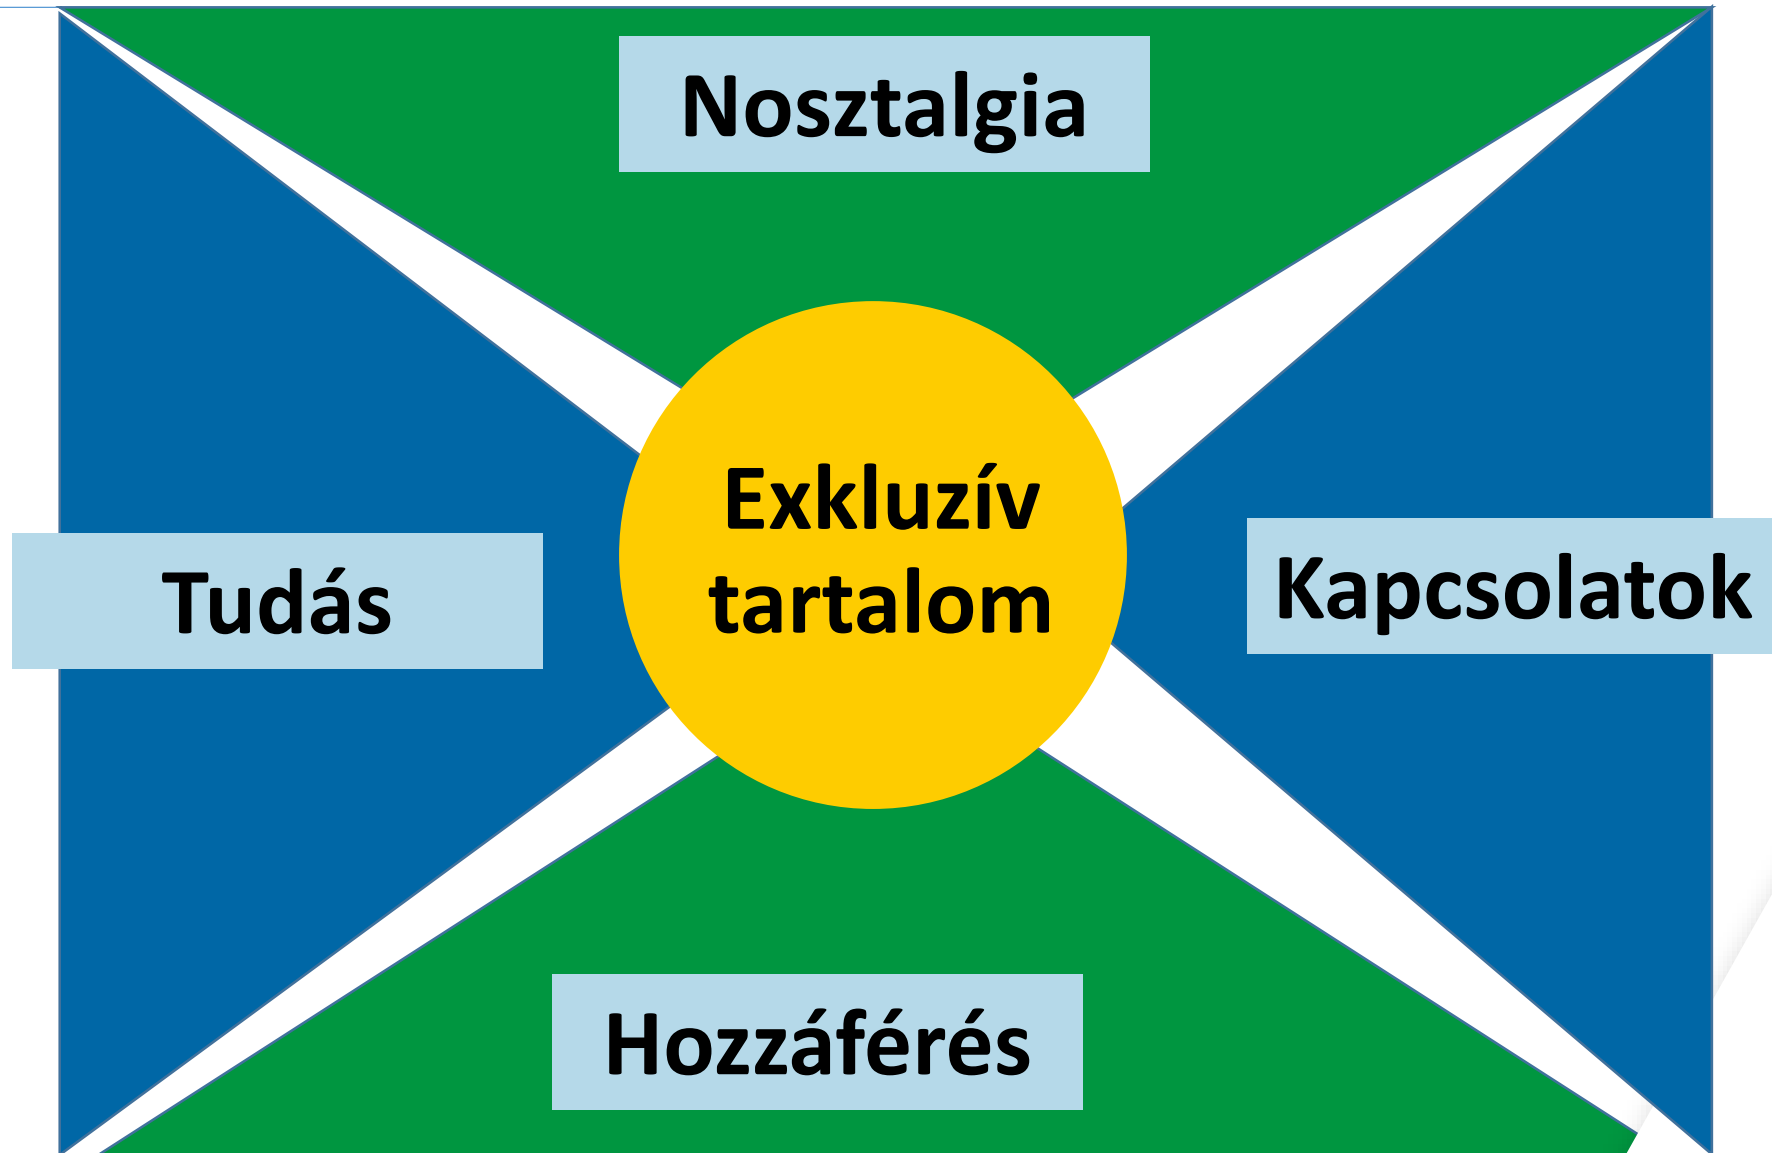 Nosztalgia
Exkluzív
tartalom
Tudás
Kapcsolatok
Hozzáférés